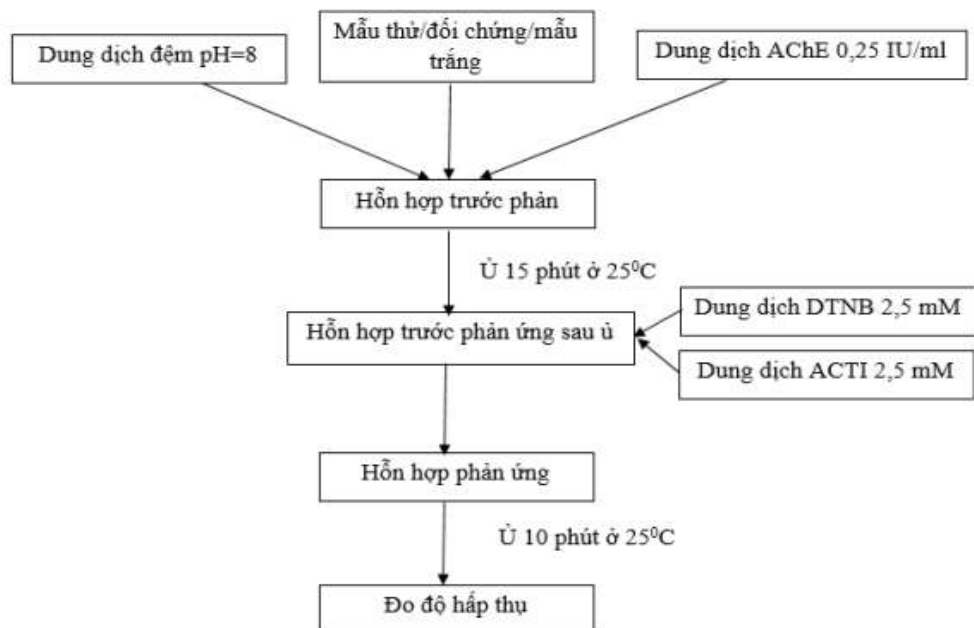 Dung dịch đệm pH=8
Mẫu thử/đối chứng/mẫu
trắng
Dung dịch AChE 0,25 IU/ml
Hỗn hợp trước phản
Ủ 15 phút ở 25⁰C
Hỗn hợp trước phản ứng sau ủ
Dung dịch DTNB 2,5 mM
Dung dịch ACTI 2,5 mM
Hỗn hợp phản ứng
Ủ 10 phút ở 25⁰C
Đo độ hấp thụ